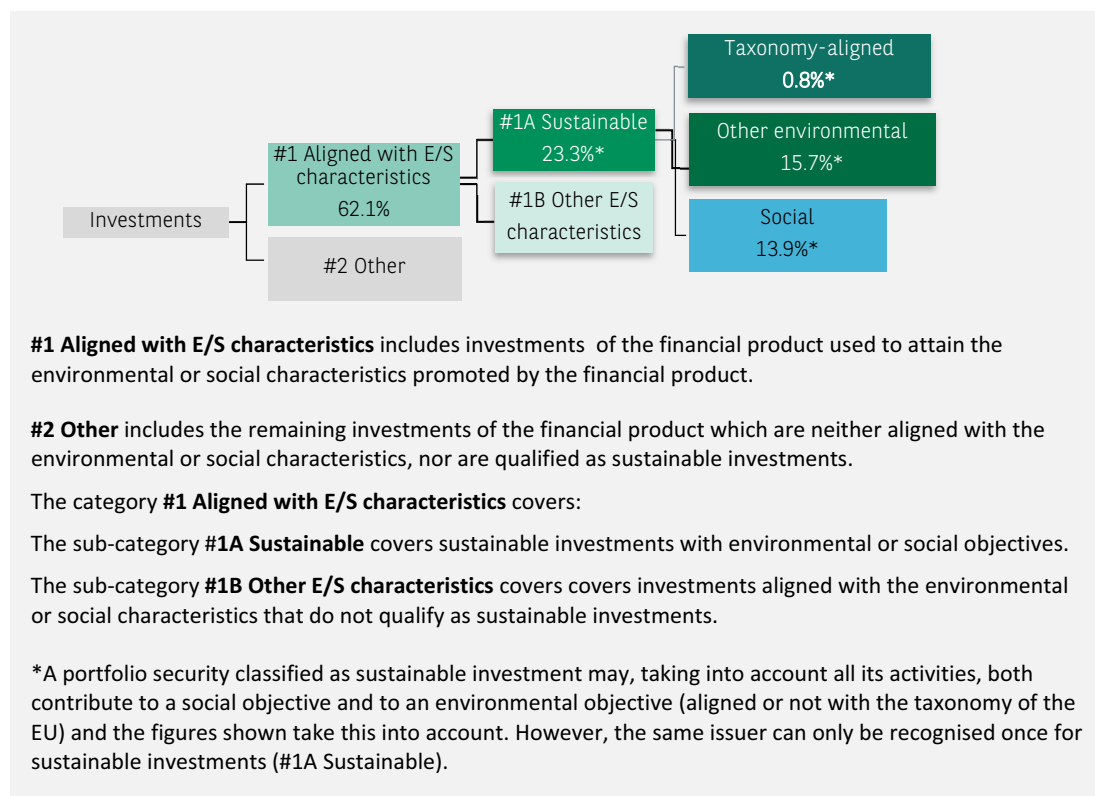 Taxonomy-aligned
0.8%*
#1A Sustainable
23.3%*
Other environmental
15.7%*
#1 Aligned with E/S
characteristics
62.1%
#1B Other E/S
characteristics
Investments
Social
13.9%*
#2 Other
#1 Aligned with E/S characteristics includes investments of the financial product used to attain the
environmental or social characteristics promoted by the financial product.
#2 Other includes the remaining investments of the financial product which are neither aligned with the
environmental or social characteristics, nor are qualified as sustainable investments.
The category #1 Aligned with E/S characteristics covers:
The sub-category #1A Sustainable covers sustainable investments with environmental or social objectives.
The sub-category #1B Other E/S characteristics covers covers investments aligned with the environmental
or social characteristics that do not qualify as sustainable investments.
*A portfolio security classified as sustainable investment may, taking into account all its activities, both
contribute to a social objective and to an environmental objective (aligned or not with the taxonomy of the
EU) and the figures shown take this into account. However, the same issuer can only be recognised once for
sustainable investments (#1A Sustainable).